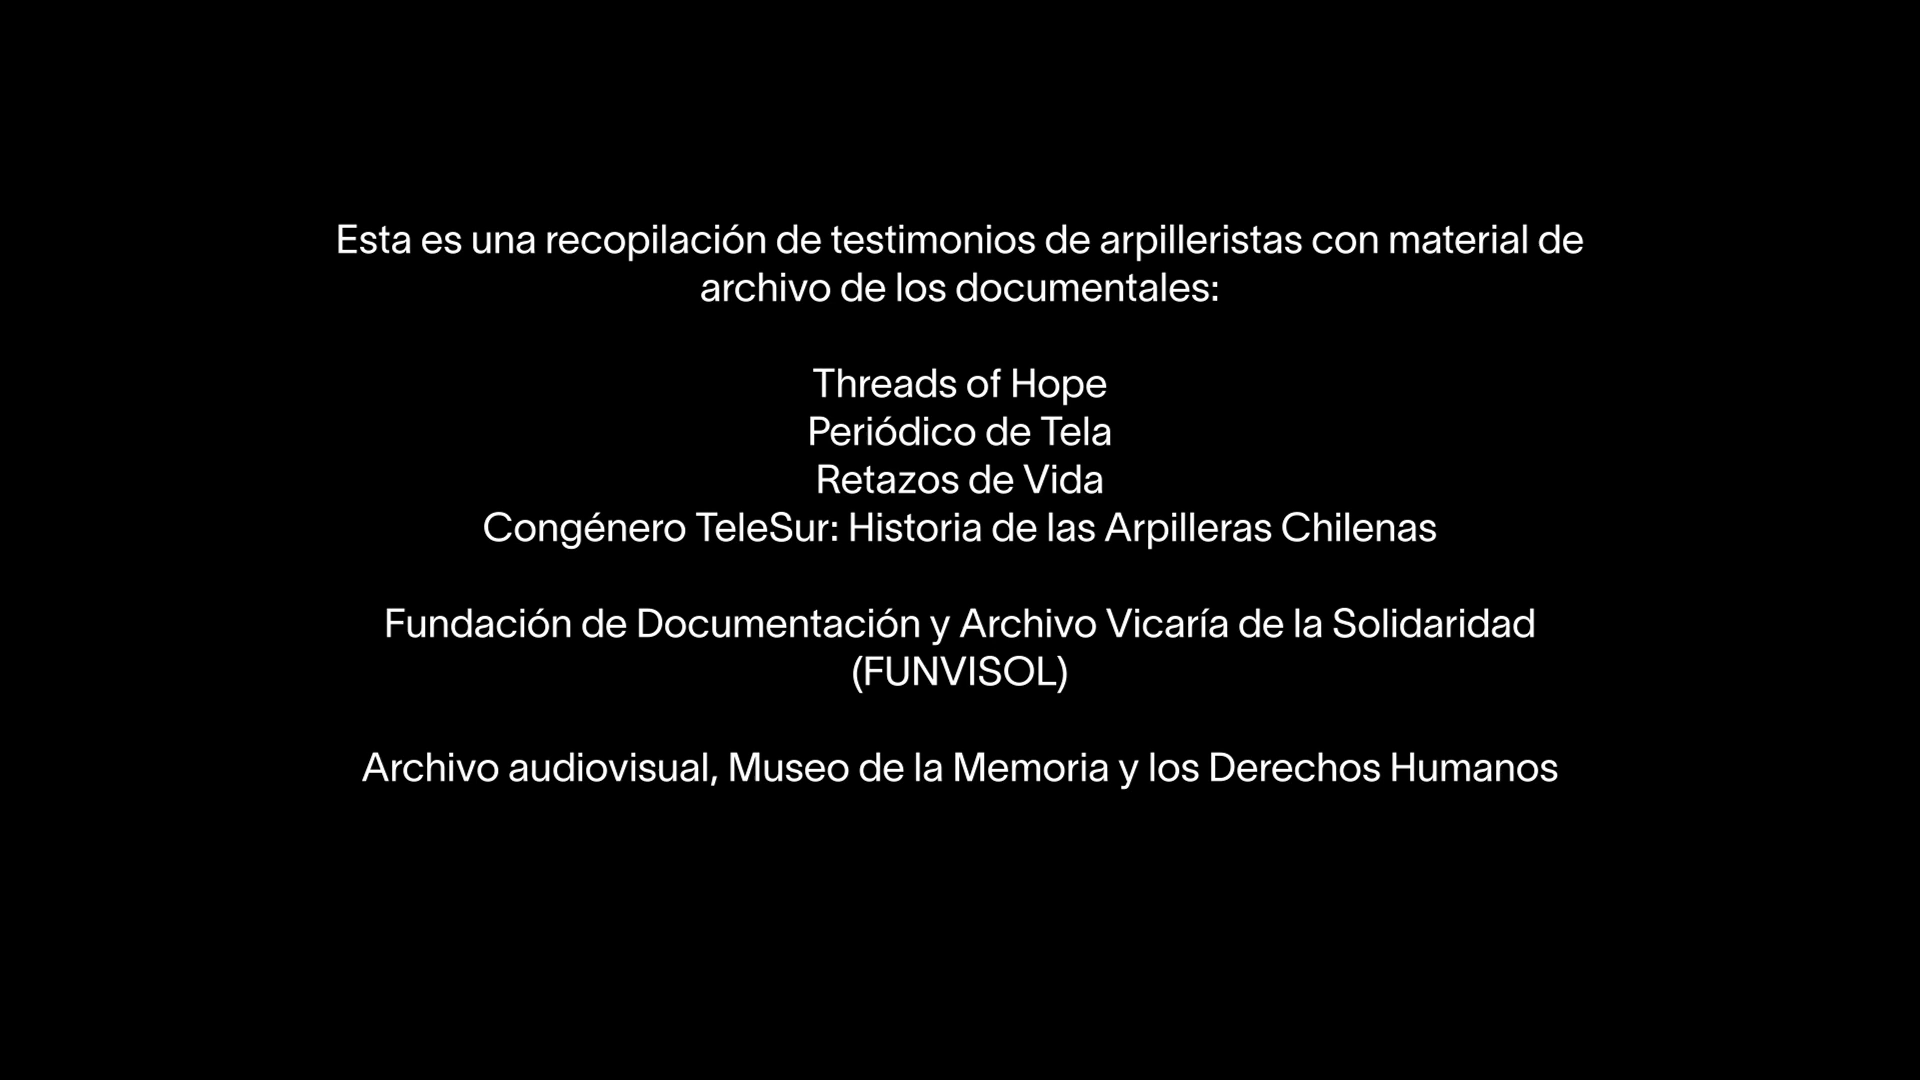 Esta es una recopilación de testimonios de arpilleristas con material de
archivo de los documentales:
Threads of Hope
Periódico de Tela
Retazos de Vida
Congénero TeleSur: Historia de las Arpilleras Chilenas
Fundación de Documentación y Archivo Vicaría de la Solidaridad
(FUNVISOL)
Archivo audiovisual, Museo de la Memoria y los Derechos Humanos